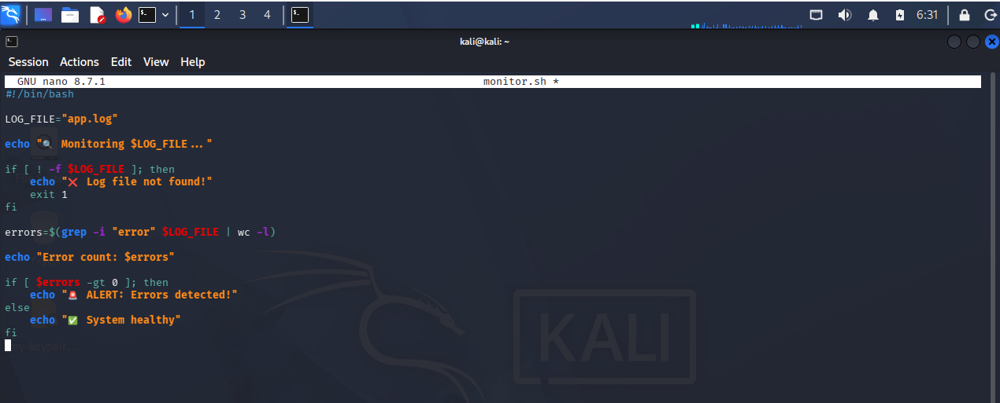 1 2 3 4 6:31
kali@kali: ~
Session Actions Edit View Help
GNU nano 8.7.1 monitor.sh *
#!/bin/bash
LOG_FILE="app.log"
echo "🔍 Monitoring $LOG_FILE..."
if [ ! -f $LOG_FILE ]; then
echo "❌ Log file not found!"
exit 1
fi
errors=$(grep -i "error" $LOG_FILE | wc -l)
echo "Error count: $errors"
if [ $errors -gt 0 ]; then
echo "🚨 ALERT: Errors detected!"
else
echo "✅ System healthy"
fi
KALI